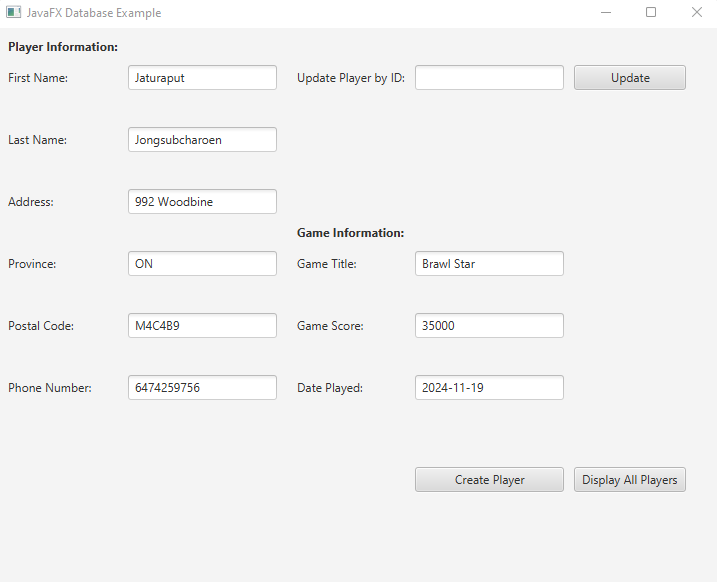 JavaFX Database Example
Player Information:
First Name: Jaturaput Update Player by ID: Update
Last Name: Jongsubcharoen
Address: 992 Woodbine
Game Information:
Province: ON Game Title: Brawl Star
Postal Code: M4C4B9 Game Score: 35000
Phone Number: 6474259756 Date Played: 2024-11-19
Create Player Display All Players